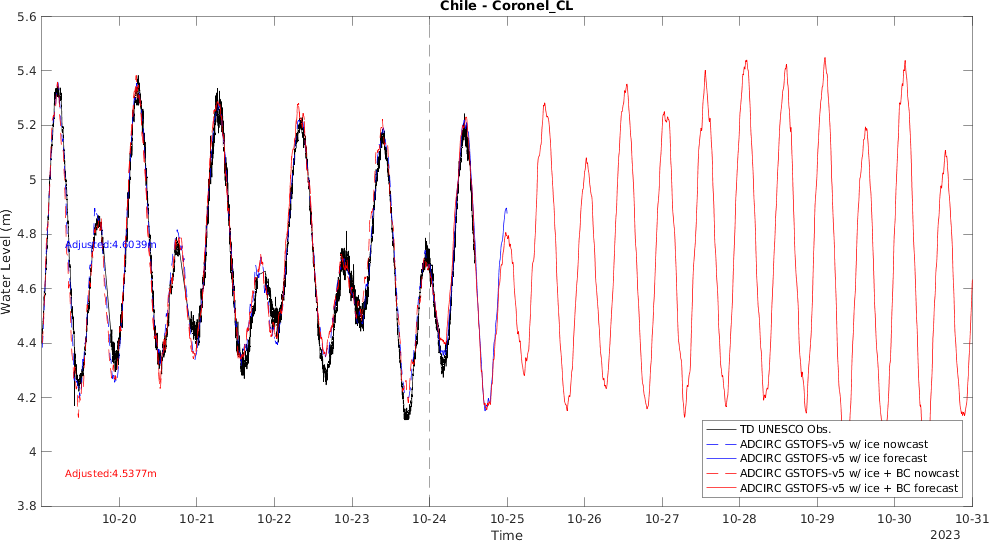 Chile - Coronel_CL
Water Level (m)
5.6
5.4
5.2
5
4.8
4.6
4.4
4.2
4
3.8
Adjusted:4.6039m
Adjusted:4.5377m
TD UNESCO Obs.
ADCIRC GSTOFS-v5 w/ ice nowcast
ADCIRC GSTOFS-v5 w/ ice forecast
ADCIRC GSTOFS-v5 w/ ice + BC nowcast
ADCIRC GSTOFS-v5 w/ ice + BC forecast
10-20 10-21 10-22 10-23 10-24 10-25 10-26 10-27 10-28 10-29 10-30 10-31
Time
2023